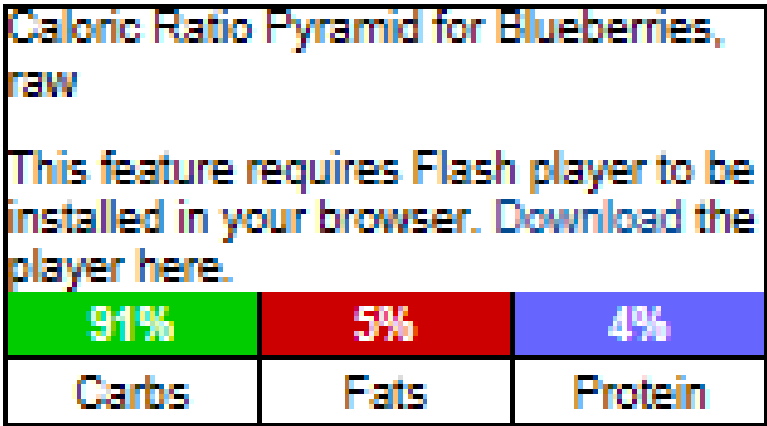 Caloric Ratio Pyramid for Blueberries,
raw
This feature requires Flash player to be
installed in your browser. Download the
player here.
91% 5% 4%
Carbs Fats Protein